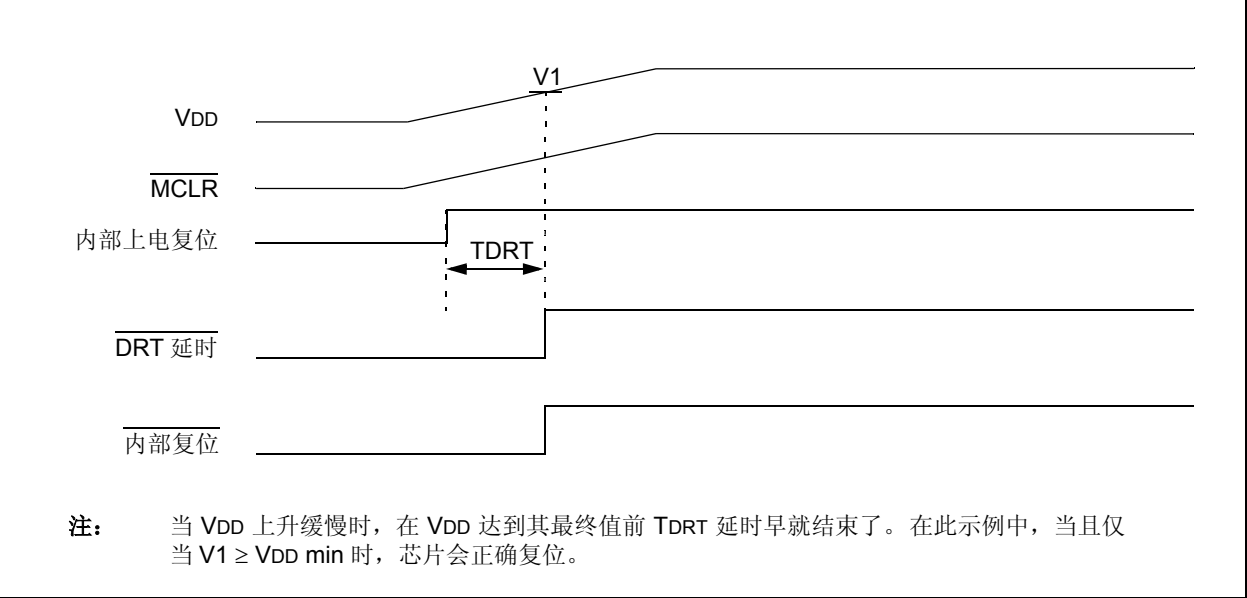 V1
VDD
MCLR
内部上电复位
TDRT
DRT 延时
内部复位
注： 当 VDD 上升缓慢时，在 VDD 达到其最终值前 TDRT 延时早就结束了。在此示例中，当且仅
当 V1 ≥ VDD min 时，芯片会正确复位。